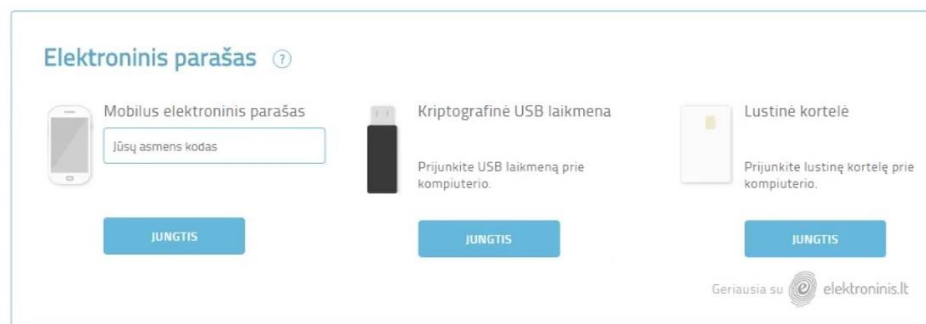 Elektroninis parašas ?
Mobilus elektroninis parašas
Jūsų asmens kodas
JUNGTIS
Kriptografinė USB laikmena
Prijunkite USB laikmeną prie
kompiuterio.
JUNGTIS
Lustinė kortelė
Prijunkite lustinę kortelę prie
kompiuterio.
JUNGTIS
Geriausia su e elektroninis.lt